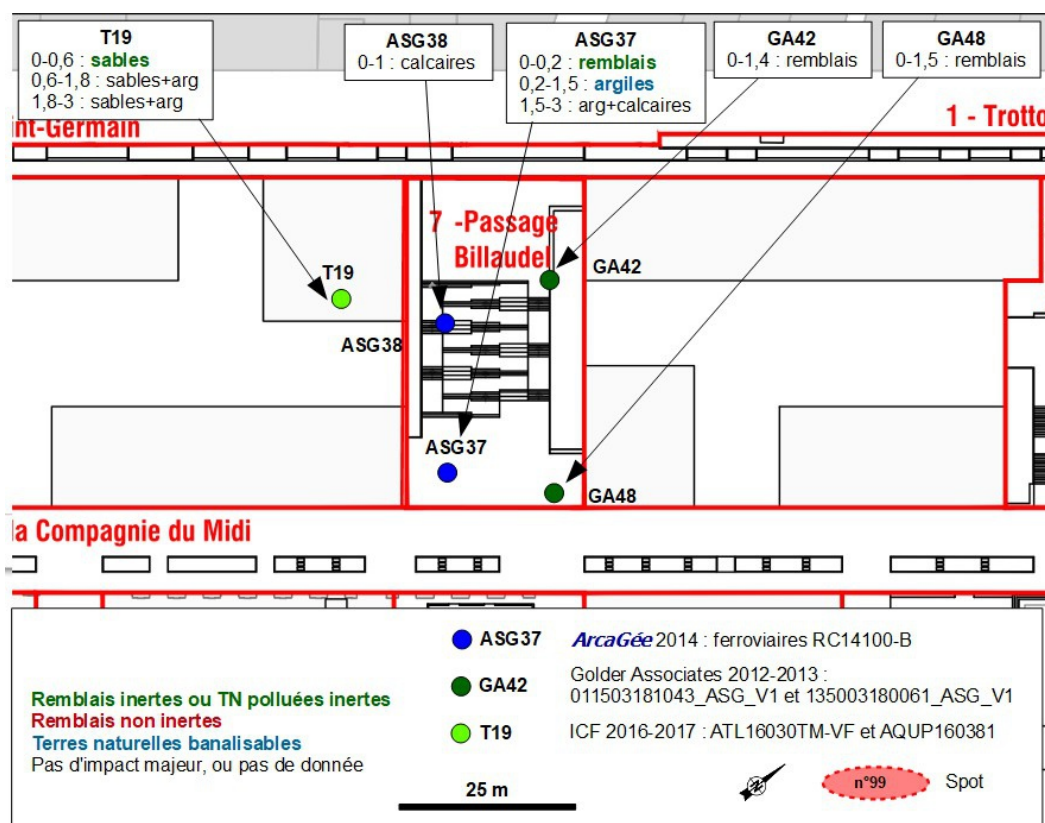 T19
0-0,6 : sables
0,6-1,8 : sables+arg
1,8-3 : sables+arg
ASG38
0-1 : calcaires
ASG37
0-0,2 : remblais
0,2-1,5 : argiles
1,5-3 : arg+calcaires
GA42
0-1,4 : remblais
GA48
0-1,5 : remblais
int-Germain
1 - Trotto
7 -Passage
Billaudel
GA42
T19
ASG38
ASG37
GA48
la Compagnie du Midi
ASG37
ArcaGée 2014 : ferroviaires RC14100-B
GA42
Golder Associates 2012-2013 :
011503181043_ASG_V1 et 135003180061_ASG_V1
T19
ICF 2016-2017 : ATL16030TM-VF et AQUP160381
Remblais inertes ou TN polluées inertes
Remblais non inertes
Terres naturelles banalisables
Pas d'impact majeur, ou pas de donnée
25 m
n°99
Spot